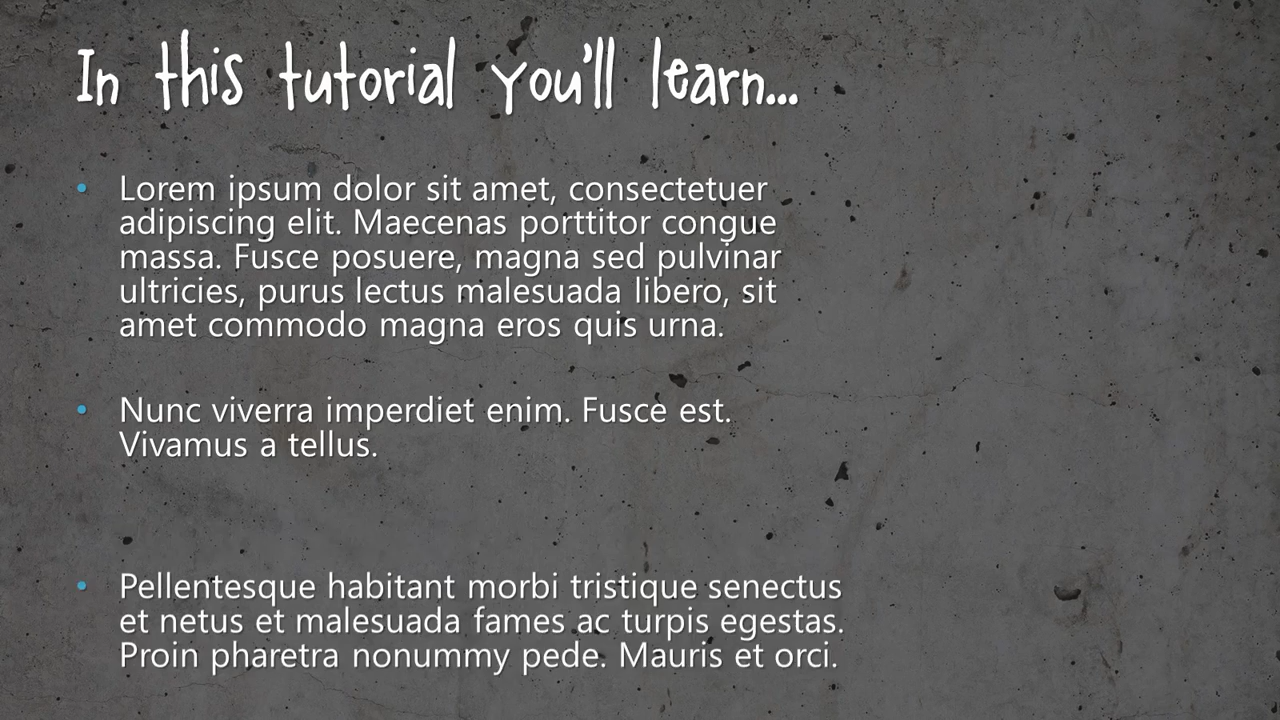 In this tutorial you'll learn...
• Lorem ipsum dolor sit amet, consectetuer
adipiscing elit. Maecenas porttitor congue
massa. Fusce posuere, magna sed pulvinar
ultricies, purus lectus malesuada libero, sit
amet commodo magna eros quis urna.
• Nunc viverra imperdiet enim. Fusce est.
Vivamus a tellus.
• Pellentesque habitant morbi tristique senectus
et netus et malesuada fames ac turpis egestas.
Proin pharetra nonummy pede. Mauris et orci.